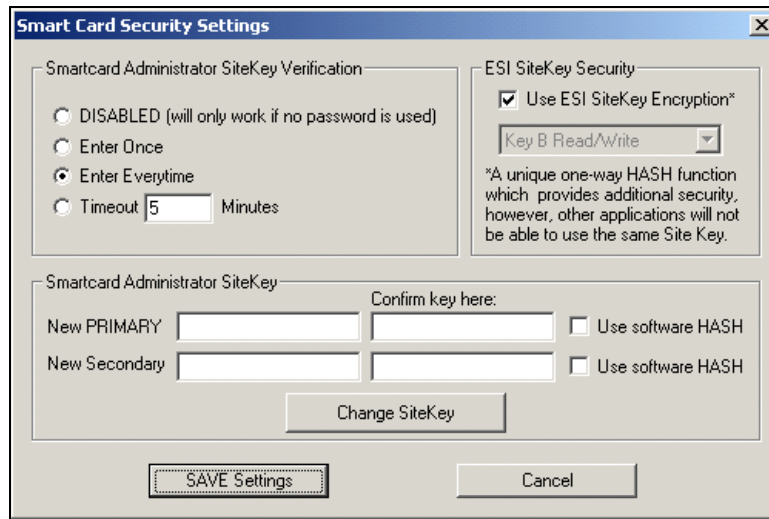 Smart Card Security Settings
Smartcard Administrator SiteKey Verification
DISABLED (will only work if no password is used)
Enter Once
Enter Everytime
Timeout 5 Minutes
ESI SiteKey Security
Use ESI SiteKey Encryption*
Key B Read/Write
*A unique one-way HASH function
which provides additional security,
however, other applications will not
be able to use the same Site Key.
Smartcard Administrator SiteKey
Confirm key here:
New PRIMARY Use software HASH
New Secondary Use software HASH
Change SiteKey
SAVE Settings Cancel